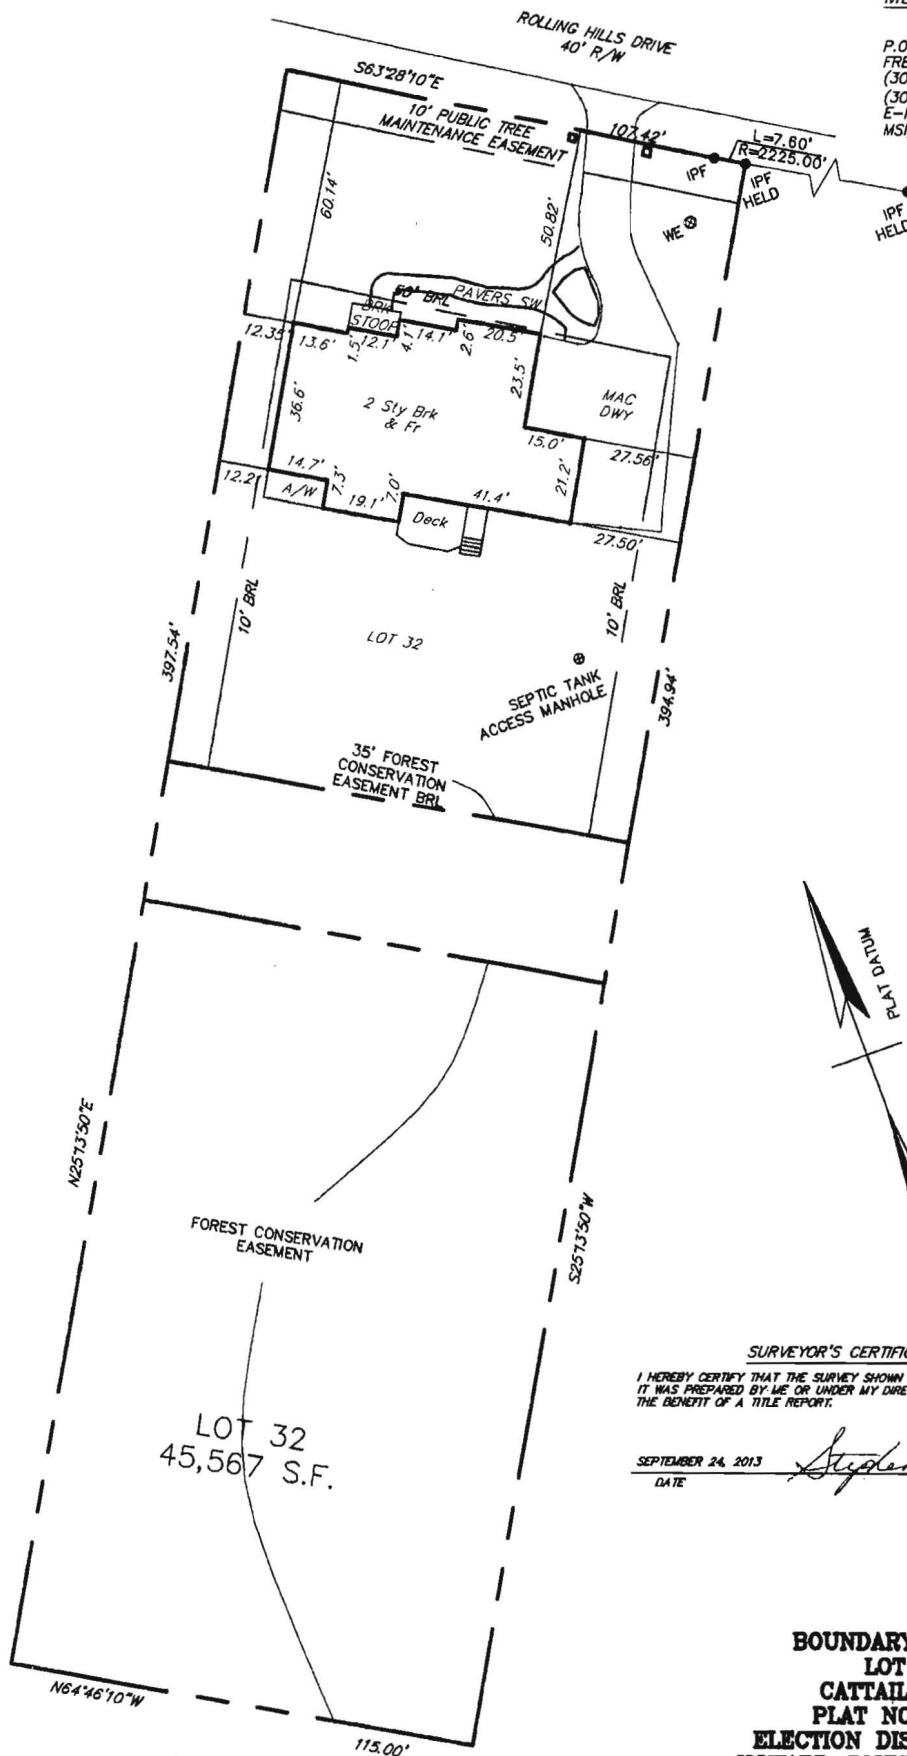 ROLLING HILLS DRIVE
40' R/W
P.O
FRE
(30
(30
E-
MS
S63°28'10"E
10' PUBLIC TREE
MAINTENANCE EASEMENT
107.42'
L=7.60'
R=2225.00'
IPF
IPF
HELD
IPF
HELD
60.14'
50.82'
WE
50' BRL
PAVERS SW
BRK
STOOP
12.35'
13.6'
1.5'
12.1'
4.1'
14.1'
2.6'
20.5'
36.6'
2 Sty Brk
& Fr
23.5'
MAC
DWY
15.0'
27.56'
12.2'
14.7'
A/W
7.3'
19.1'
7.0'
41.4'
21.2'
Deck
27.50'
10' BRL
10' BRL
LOT 32
397.54'
394.94'
SEPTIC TANK
ACCESS MANHOLE
35' FOREST
CONSERVATION
EASEMENT BRL
PLAT DATUM
N25°13'50"E
S25°13'50"W
FOREST CONSERVATION
EASEMENT
LOT 32
45,567 S.F.
SURVEYOR'S CERTIFI
I HEREBY CERTIFY THAT THE SURVEY SHOWN
IT WAS PREPARED BY ME OR UNDER MY DIRE
THE BENEFIT OF A TITLE REPORT.
SEPTEMBER 24, 2013
DATE
N64°46'10"W
115.00'
BOUNDARY
LOT
CATTAIL
PLAT NO
ELECTION DIS